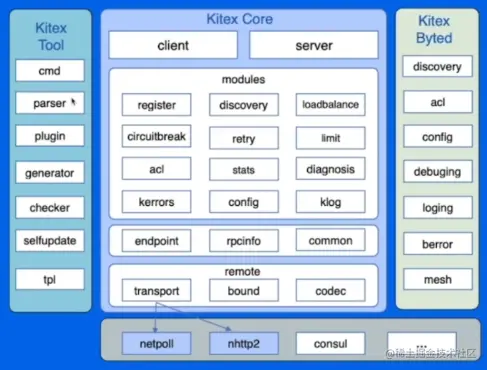 Kitex
Tool
cmd
parser
plugin
generator
checker
selfupdate
tpl
Kitex Core
client
server
modules
register
discovery
loadbalance
circuitbreak
retry
limit
acl
stats
diagnosis
kerrors
config
klog
endpoint
rpcinfo
common
remote
transport
bound
codec
Kitex
Byted
discovery
acl
config
debuging
loging
berror
mesh
netpoll
nhttp2
consul
...
@稀土掘金技术社区